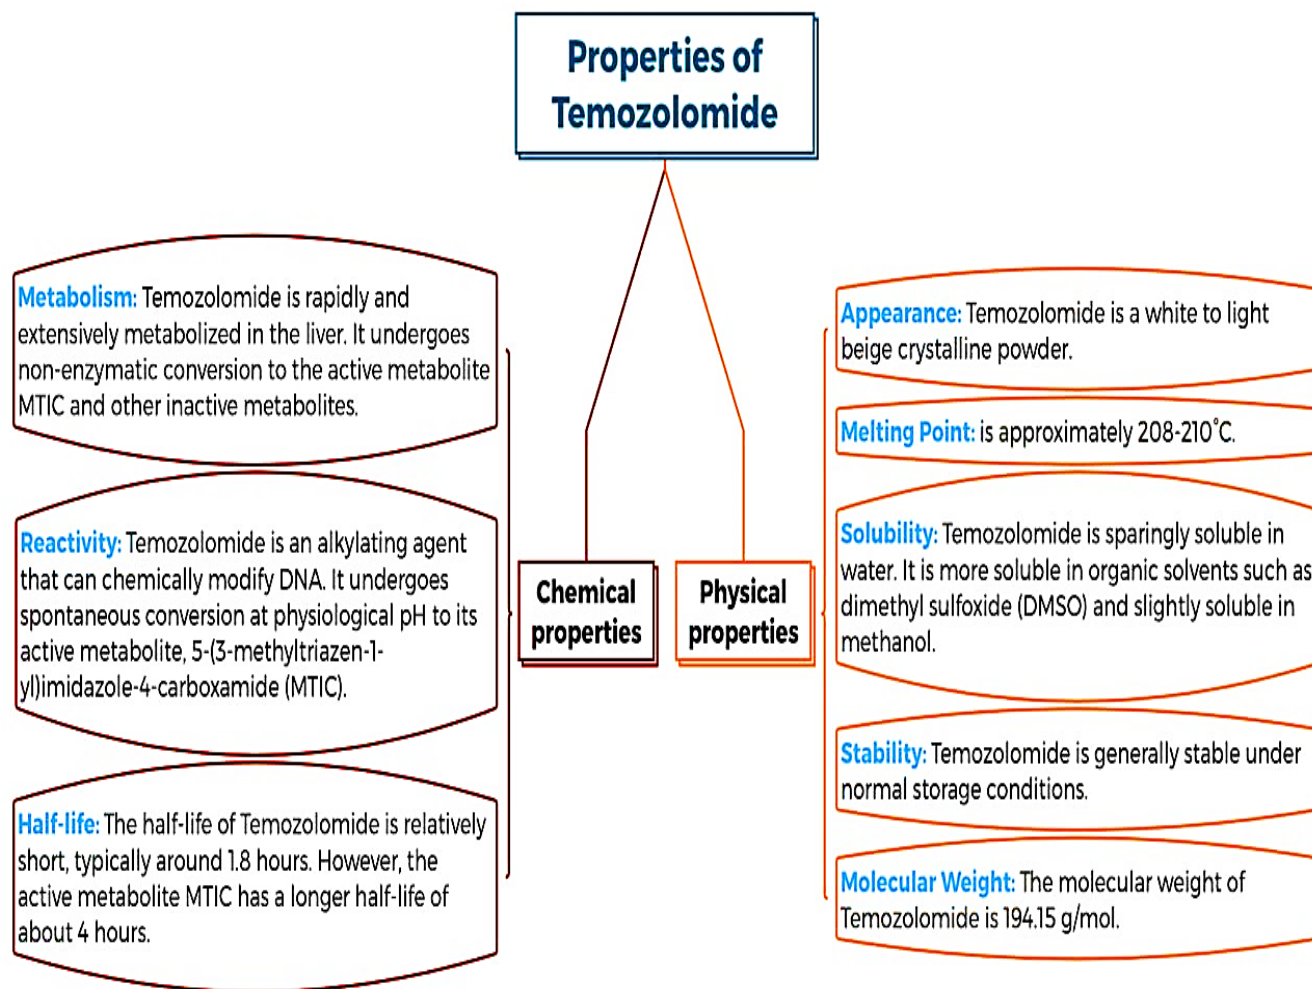 Properties of
Temozolomide
Metabolism: Temozolomide is rapidly and
extensively metabolized in the liver. It undergoes
non-enzymatic conversion to the active metabolite
MTIC and other inactive metabolites.
Reactivity: Temozolomide is an alkylating agent
that can chemically modify DNA. It undergoes
spontaneous conversion at physiological pH to its
active metabolite, 5-(3-methyltriazen-1-
yl)imidazole-4-carboxamide (MTIC).
Half-life: The half-life of Temozolomide is relatively
short, typically around 1.8 hours. However, the
active metabolite MTIC has a longer half-life of
about 4 hours.
Chemical
properties
Physical
properties
Appearance: Temozolomide is a white to light
beige crystalline powder.
Melting Point: is approximately 208-210°C.
Solubility: Temozolomide is sparingly soluble in
water. It is more soluble in organic solvents such as
dimethyl sulfoxide (DMSO) and slightly soluble in
methanol.
Stability: Temozolomide is generally stable under
normal storage conditions.
Molecular Weight: The molecular weight of
Temozolomide is 194.15 g/mol.